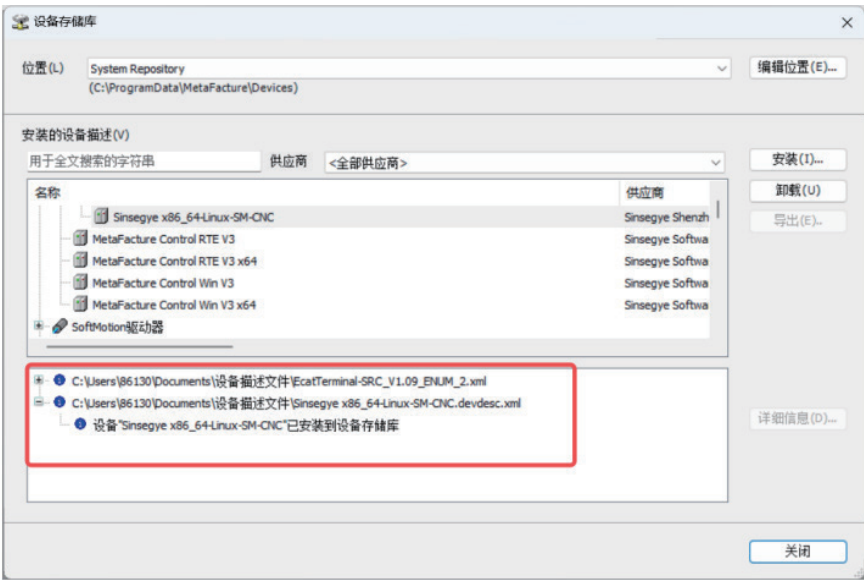 设备存储库
位置(L) System Repository 编辑位置(E)...
(C:\ProgramData\MetaFacture\Devices)
安装的设备描述(V)
用于全文搜索的字符串 供应商 <全部供应商> 安装(I)...
名称 供应商 卸载(U)
Sinsegye x86_64-Linux-SM-CNC Sinsegye Shenzh 导出(E)...
MetaFacture Control RTE V3 Sinsegye Softwa
MetaFacture Control RTE V3 x64 Sinsegye Softwa
MetaFacture Control Win V3 Sinsegye Softwa
MetaFacture Control Win V3 x64 Sinsegye Softwa
SoftMotion驱动器
C:\Users\86130\Documents\设备描述文件\EcatTerminal-SRC_V1.09_ENUM_2.xml
C:\Users\86130\Documents\设备描述文件\Sinsegye x86_64-Linux-SM-CNC.devdesc.xml
设备"Sinsegye x86_64-Linux-SM-CNC"已安装到设备存储库 详细信息(D)...
关闭